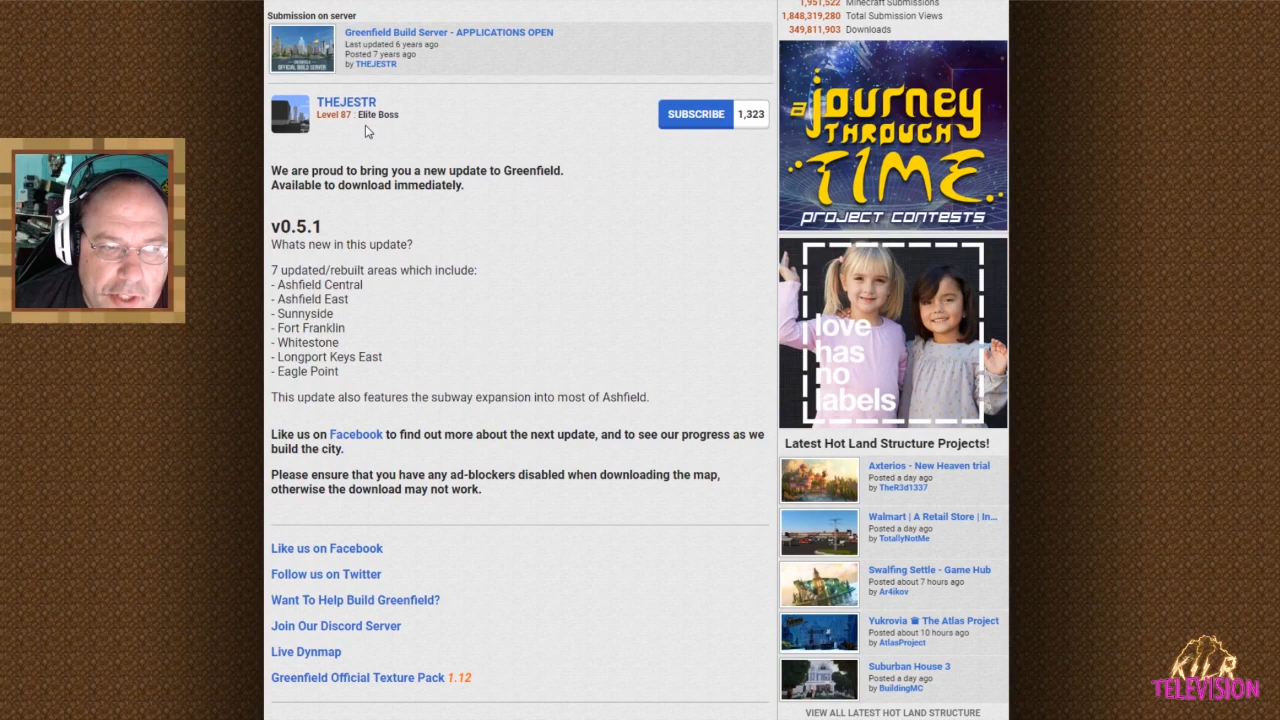 Submission on server
Greenfield Build Server - APPLICATIONS OPEN
Last updated 6 years ago
Posted 7 years ago
by THEJESTR
THEJESTR
Level 87 : Elite Boss
SUBSCRIBE 1,323
We are proud to bring you a new update to Greenfield.
Available to download immediately.
v0.5.1
Whats new in this update?
7 updated/rebuilt areas which include:
- Ashfield Central
- Ashfield East
- Sunnyside
- Fort Franklin
- Whitestone
- Longport Keys East
- Eagle Point
This update also features the subway expansion into most of Ashfield.
Like us on Facebook to find out more about the next update, and to see our progress as we
build the city.
Please ensure that you have any ad-blockers disabled when downloading the map,
otherwise the download may not work.
Like us on Facebook
Follow us on Twitter
Want To Help Build Greenfield?
Join Our Discord Server
Live Dynmap
Greenfield Official Texture Pack 1.12
1,951,522 Minecraft Submissions
1,848,319,280 Total Submission Views
349,811,903 Downloads
a journey
THROUGH
TIME
PROJECT CONTESTS
love
has
no
labels
Latest Hot Land Structure Projects!
Axterios - New Heaven trial
Posted a day ago
by TheR3d1337
Walmart | A Retail Store | In...
Posted a day ago
by TotallyNotMe
Swalfing Settle - Game Hub
Posted about 7 hours ago
by Ar4ikov
Yukrovia ♛ The Atlas Project
Posted about 10 hours ago
by AtlasProject
Suburban House 3
Posted a day ago
by BuildingMC
VIEW ALL LATEST HOT LAND STRUCTURE
KILR
TELEVISION